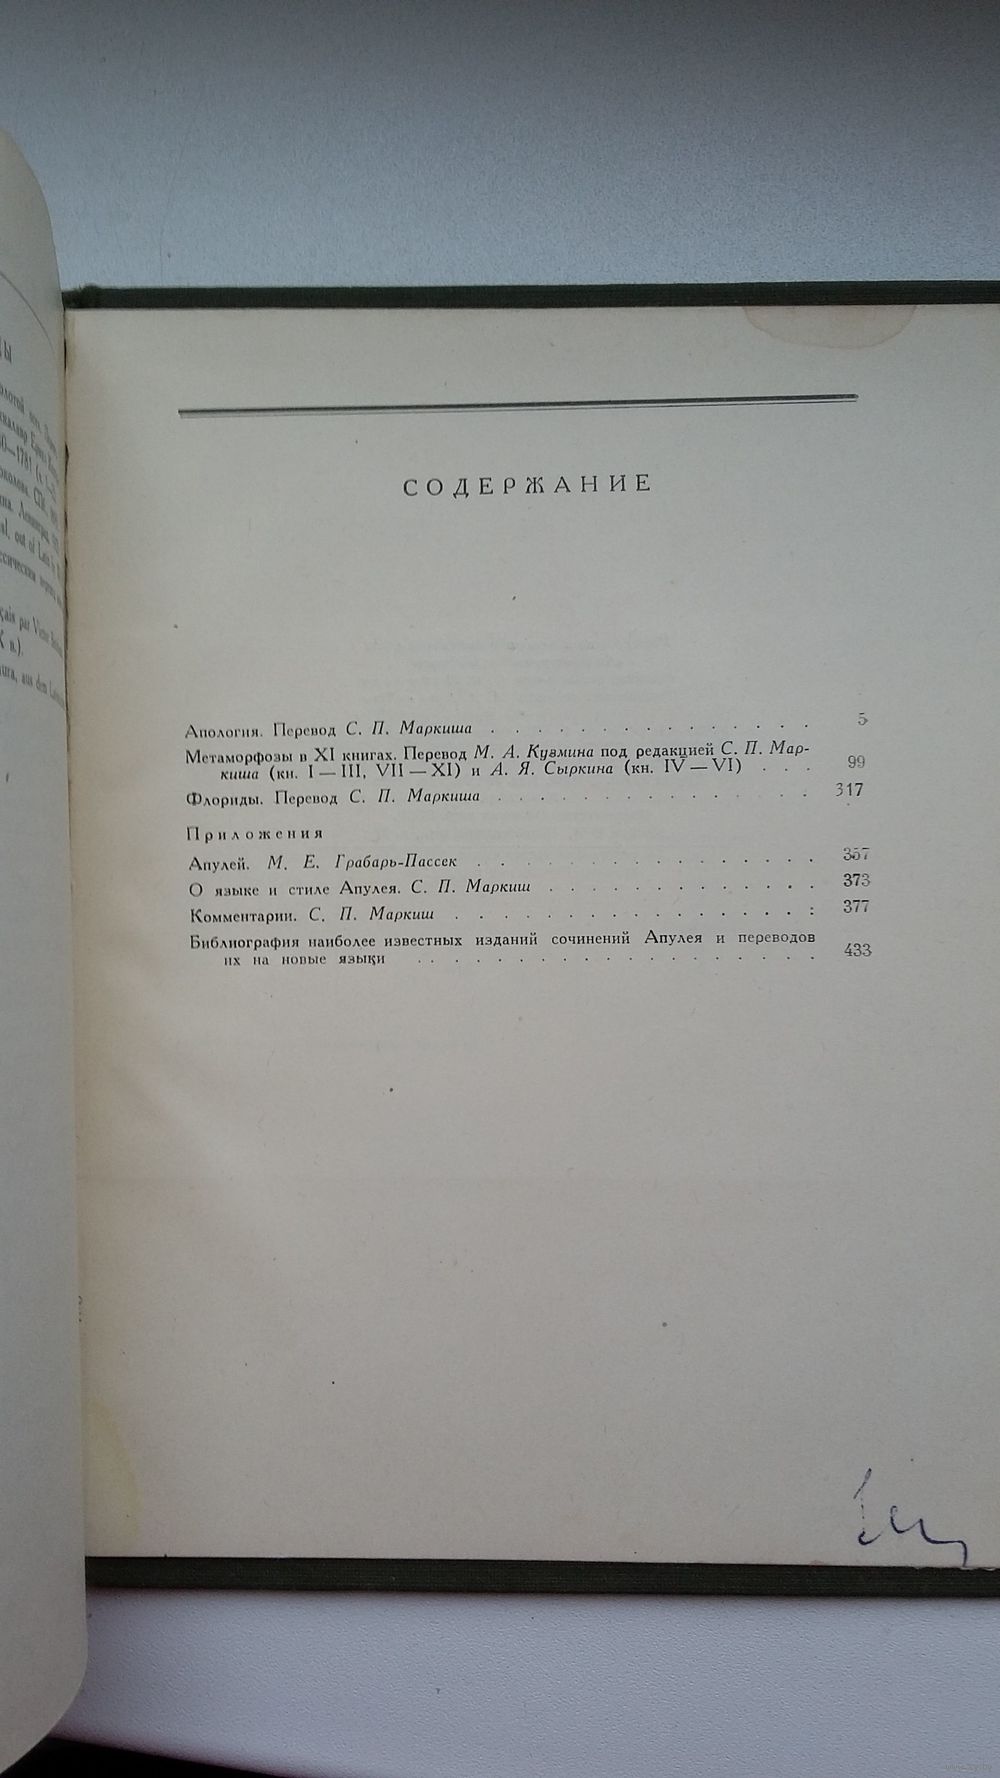 СОДЕРЖАНИЕ
Апология. Перевод С. П. Маркиша . . . . . . . . . . . . . . . 5
Метаморфозы в XI книгах. Перевод М. А. Кузмина под редакцией С. П. Мар-
киша (кн. I — III, VII — XI) и А. Я. Сыркина (кн. IV — VI) . . . 99
Флориды. Перевод С. П. Маркиша . . . . . . . . . . . . . . 317
Приложения
Апулей. М. Е. Грабарь-Пассек . . . . . . . . . . . . . . . 357
О языке и стиле Апулея. С. П. Маркиш . . . . . . . . . . . . 373
Комментарии. С. П. Маркиш . . . . . . . . . . . . . . . . : 377
Библиография наиболее известных изданий сочинений Апулея и переводов
их на новые языки . . . . . . . . . . . . . . . . . 433